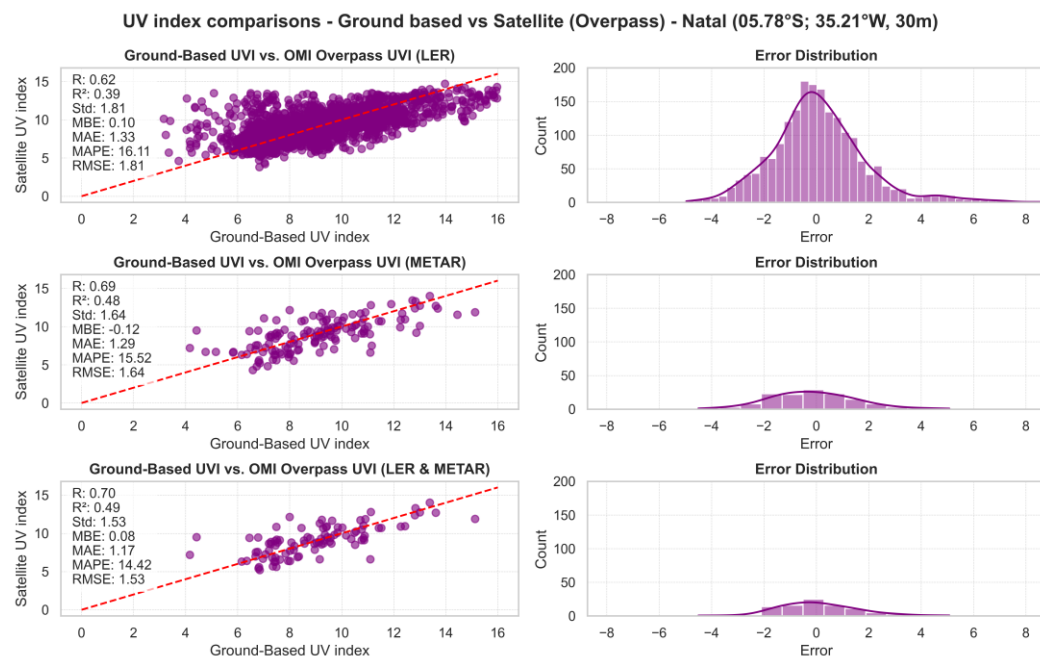 UV index comparisons - Ground based vs Satellite (Overpass) - Natal (05.78°S; 35.21°W, 30m)
Ground-Based UVI vs. OMI Overpass UVI (LER)
R: 0.62
R²: 0.39
Std: 1.81
MBE: 0.10
MAE: 1.33
MAPE: 16.11
RMSE: 1.81
Satellite UV index
15
10
5
0
0 2 4 6 8 10 12 14 16
Ground-Based UV index
Error Distribution
Count
200
150
100
50
0
−8 −6 −4 −2 0 2 4 6 8
Error
Ground-Based UVI vs. OMI Overpass UVI (METAR)
R: 0.69
R²: 0.48
Std: 1.64
MBE: -0.12
MAE: 1.29
MAPE: 15.52
RMSE: 1.64
Satellite UV index
15
10
5
0
0 2 4 6 8 10 12 14 16
Ground-Based UV index
Error Distribution
Count
200
150
100
50
0
−8 −6 −4 −2 0 2 4 6 8
Error
Ground-Based UVI vs. OMI Overpass UVI (LER & METAR)
R: 0.70
R²: 0.49
Std: 1.53
MBE: 0.08
MAE: 1.17
MAPE: 14.42
RMSE: 1.53
Satellite UV index
15
10
5
0
0 2 4 6 8 10 12 14 16
Ground-Based UV index
Error Distribution
Count
200
150
100
50
0
−8 −6 −4 −2 0 2 4 6 8
Error